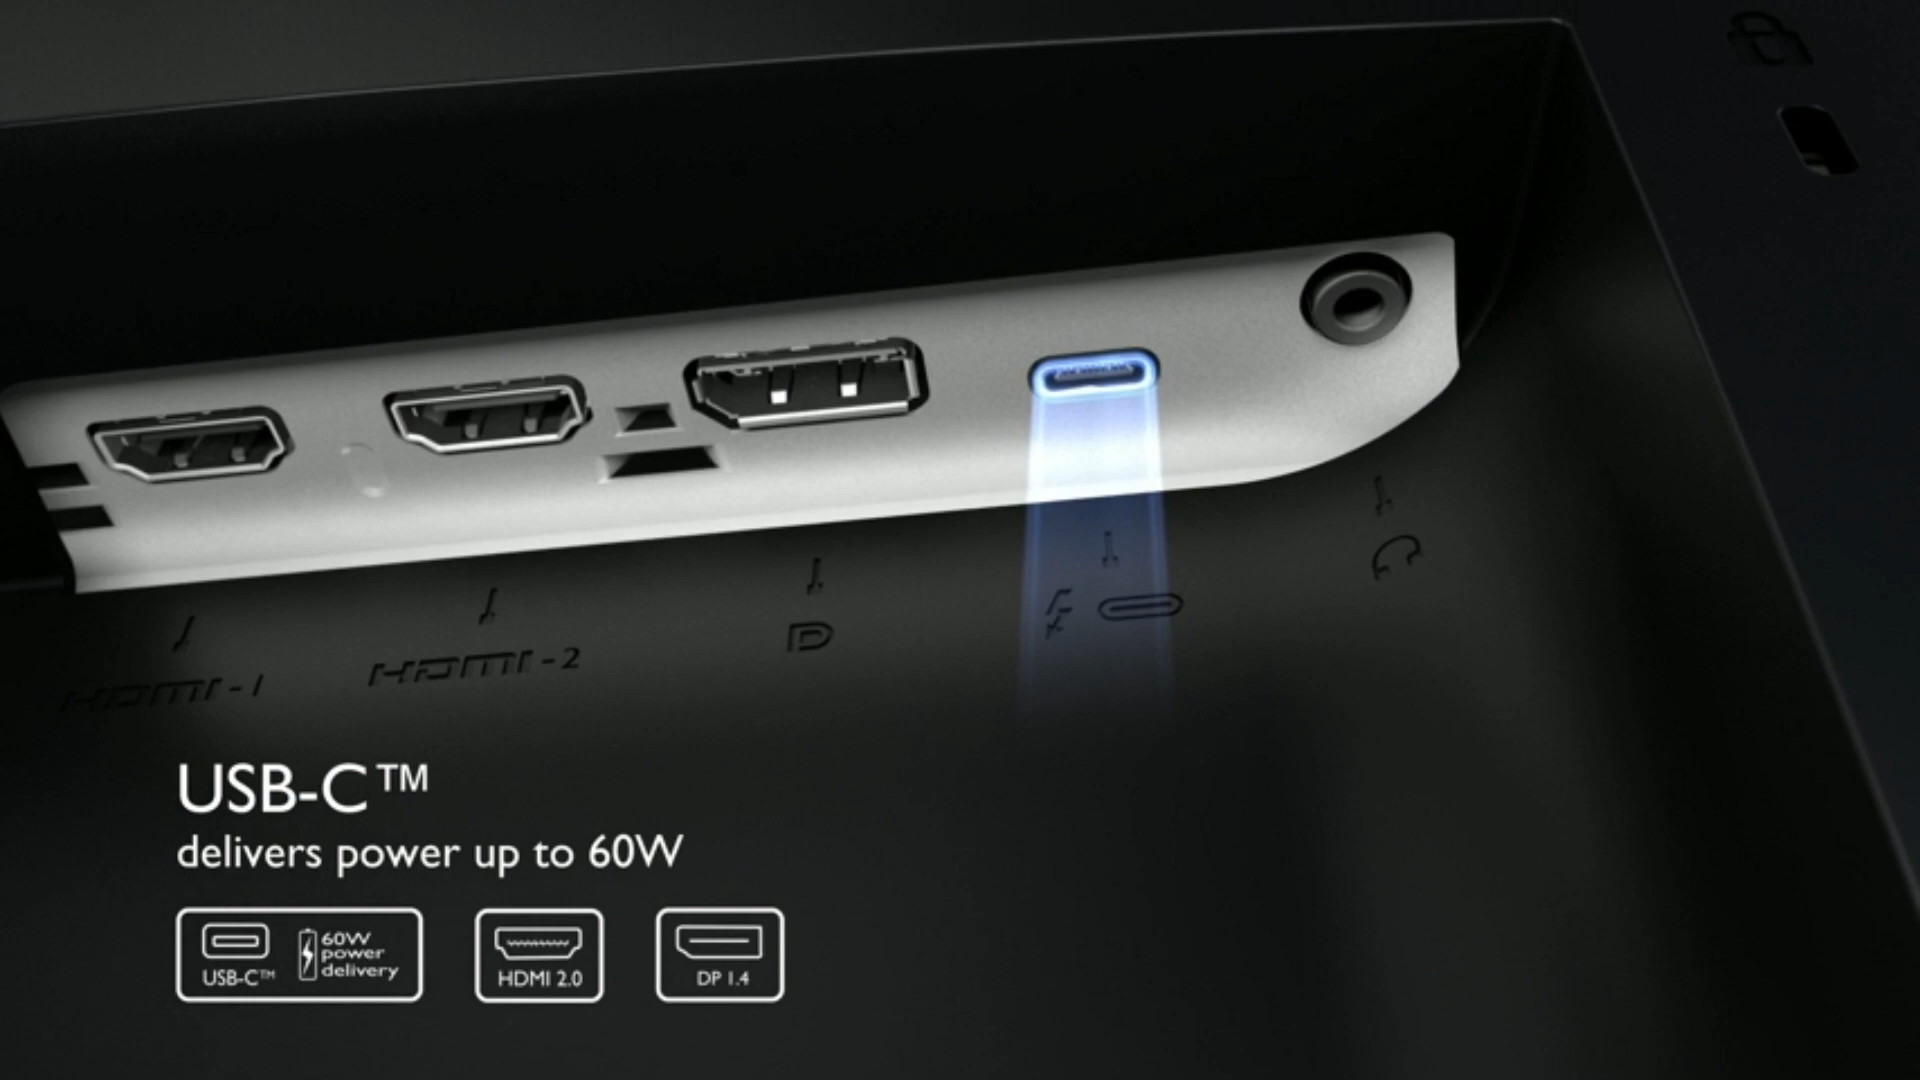 HDMI-1
HDMI-2
USB-C™
delivers power up to 60W
USB-C™
60W
power
delivery
HDMI 2.0
DP 1.4